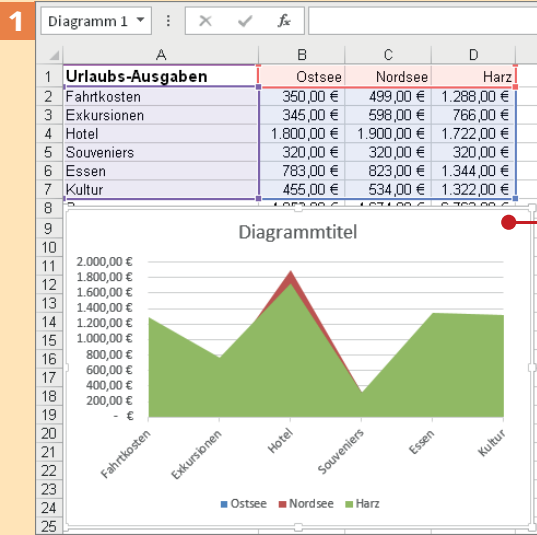 1
Diagramm 1 fx
A B C D
1 Urlaubs-Ausgaben Ostsee Nordsee Harz
2 Fahrtkosten 350,00 € 499,00 € 1.288,00 €
3 Exkursionen 345,00 € 598,00 € 766,00 €
4 Hotel 1.800,00 € 1.900,00 € 1.722,00 €
5 Souveniers 320,00 € 320,00 € 320,00 €
6 Essen 783,00 € 823,00 € 1.344,00 €
7 Kultur 455,00 € 534,00 € 1.322,00 €
8
9
10
11
12
13
14
15
16
17
18
19
20
21
22
23
24
25
Diagrammtitel
2.000,00 €
1.800,00 €
1.600,00 €
1.400,00 €
1.200,00 €
1.000,00 €
800,00 €
600,00 €
400,00 €
200,00 €
- €
Fahrtkosten Exkursionen Hotel Souveniers Essen Kultur
Ostsee Nordsee Harz